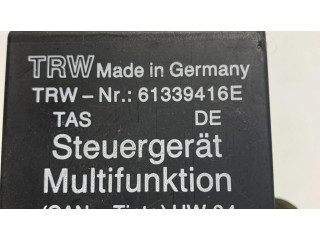 TRW Made in Germany
TRW-Nr.: 61339416E
TAS DE
Steuergerät
Multifunktion